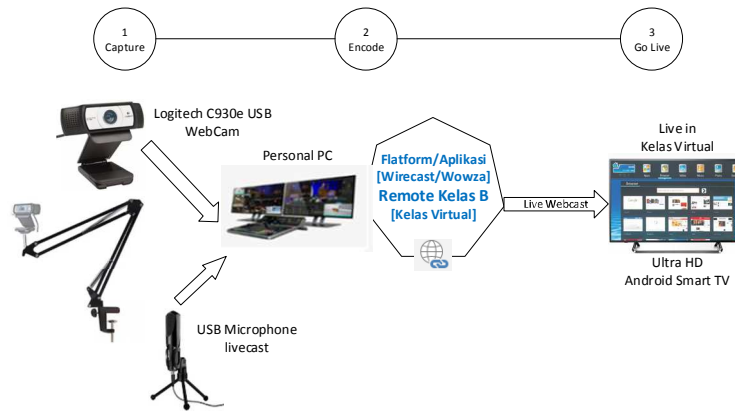 1
Capture
2
Encode
3
Go Live
Logitech C930e USB
WebCam
Personal PC
Flatform/Aplikasi
[Wirecast/Wowza]
Remote Kelas B
[Kelas Virtual]
Live Webcast
Live in
Kelas Virtual
Ultra HD
Android Smart TV
USB Microphone
livecast